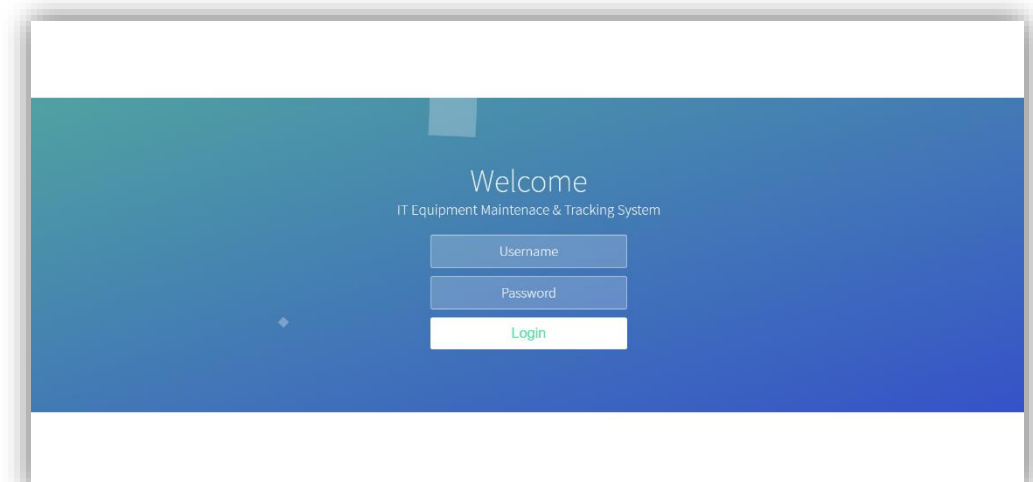 Welcome
IT Equipment Maintenace & Tracking System
Username
Password
Login